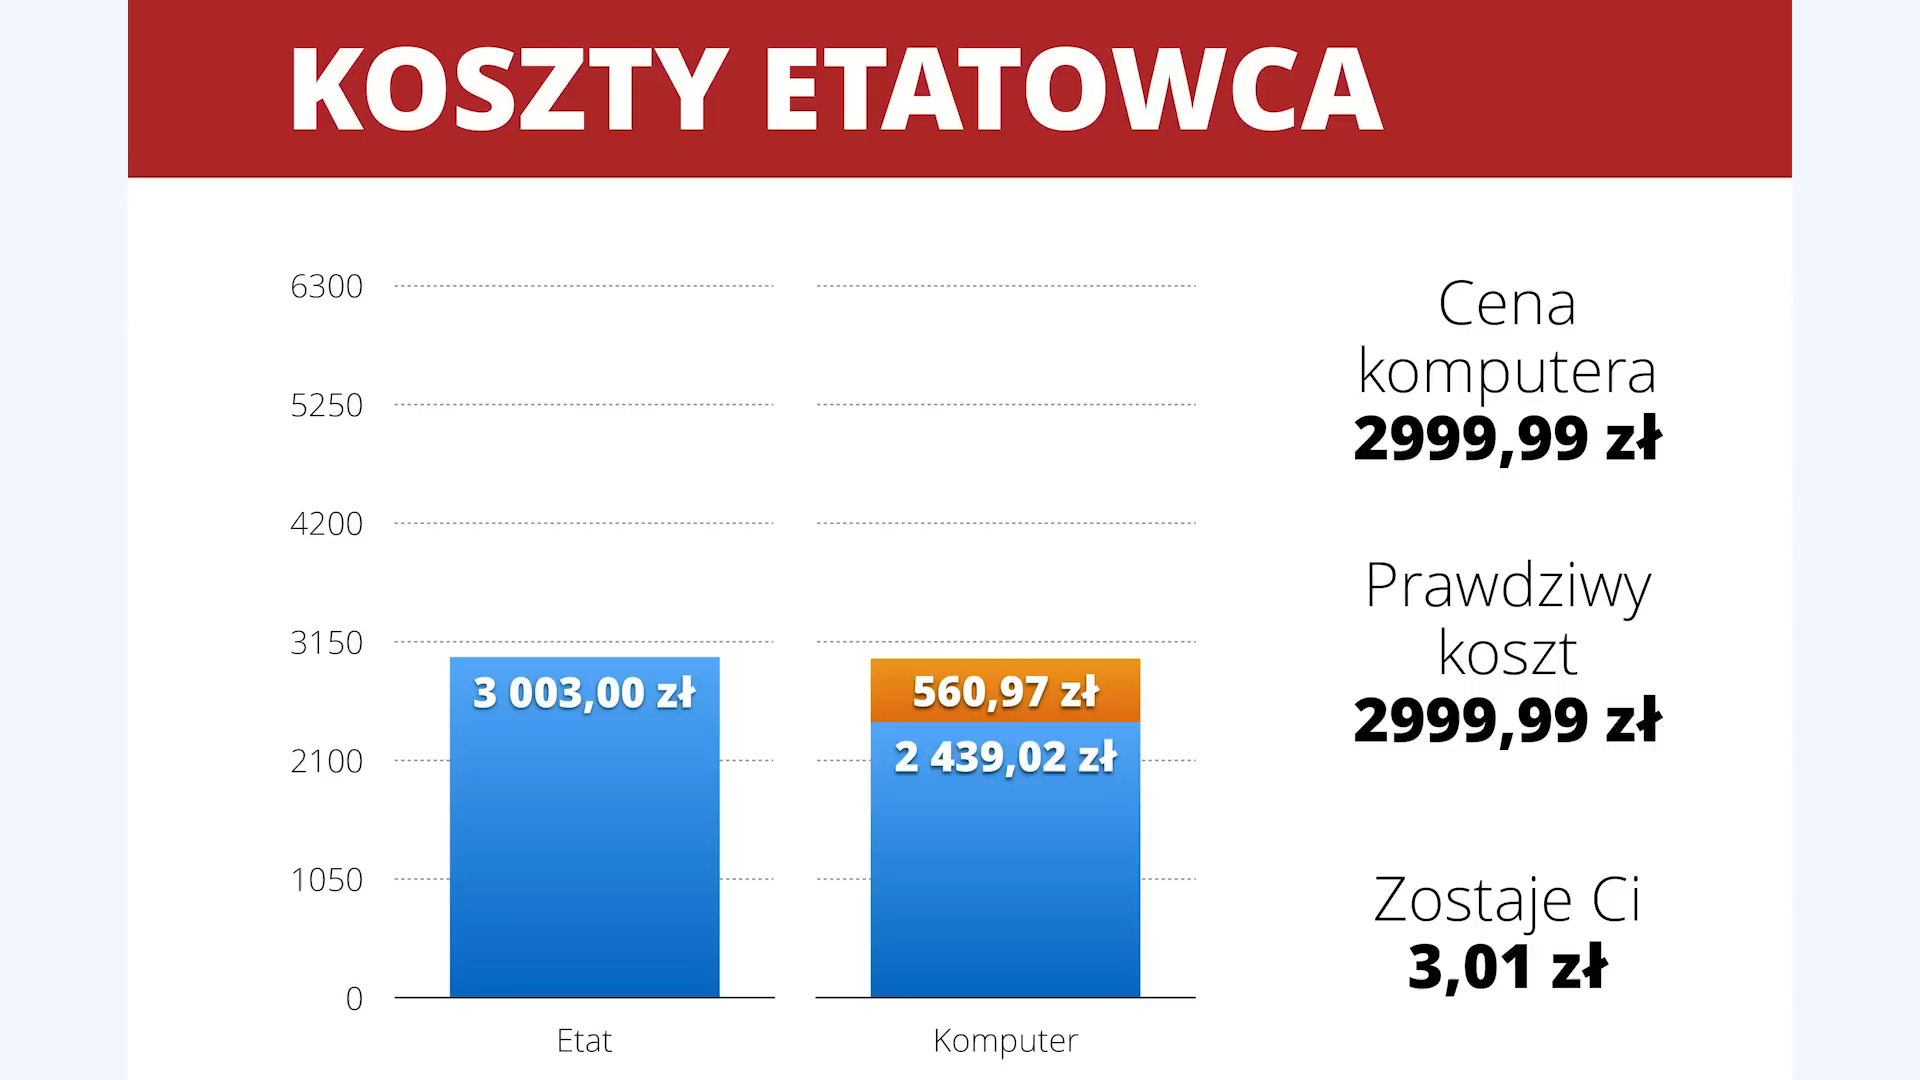 KOSZTY ETATOWCA
6300
5250
4200
3150
2100
1050
0
3 003,00 zł
560,97 zł
2 439,02 zł
Etat
Komputer
Cena
komputera
2999,99 zł
Prawdziwy
koszt
2999,99 zł
Zostaje Ci
3,01 zł